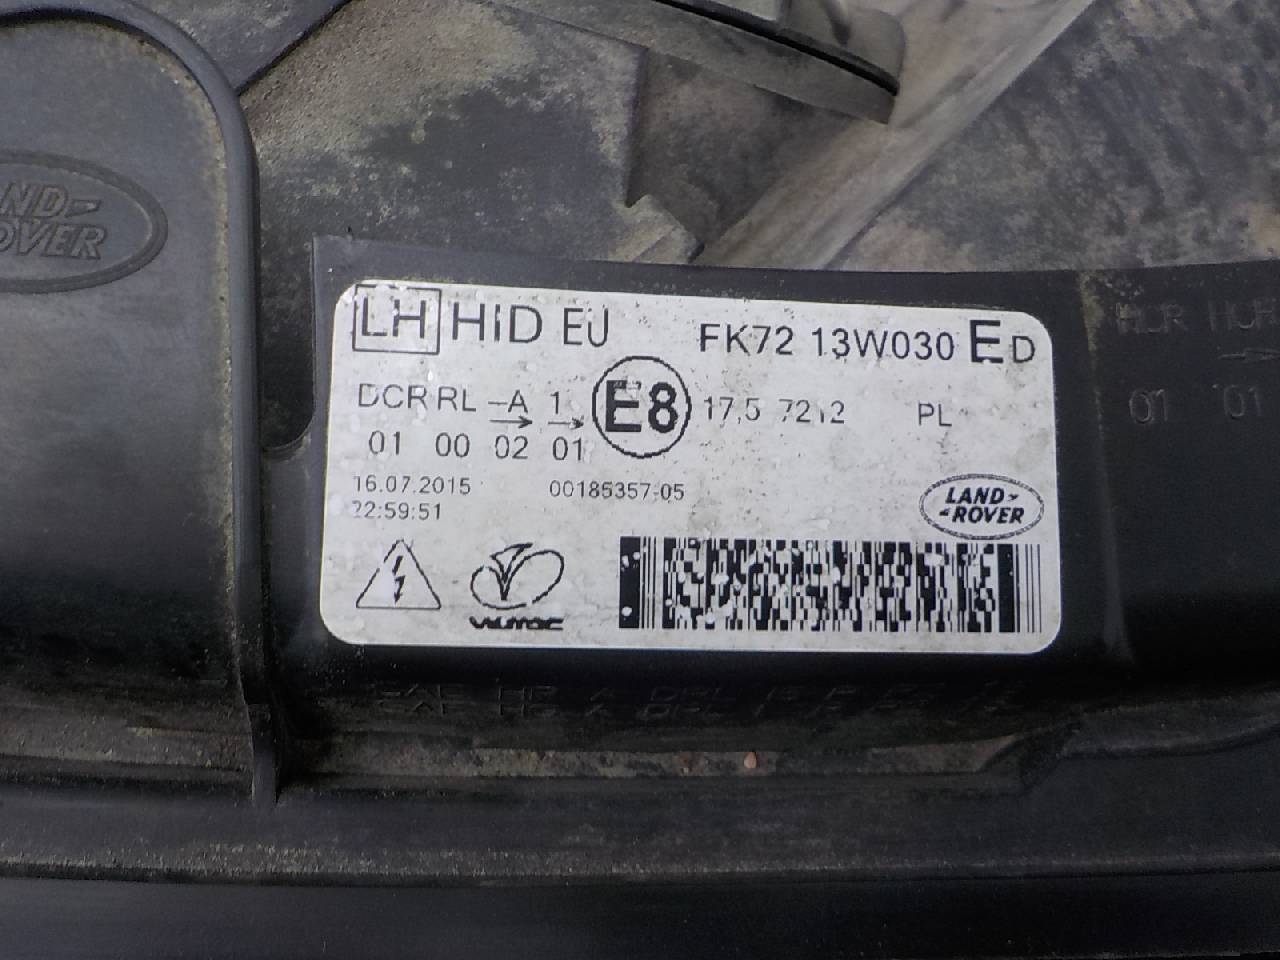 LAND
ROVER
LH HID EU FK72 13W030 ED
DCR RL -A 1 E8 17,5 7212 PL
01 00 02 01
16.07.2015 00185357:05
22:59:51
LAND
ROVER
HCR
01 01